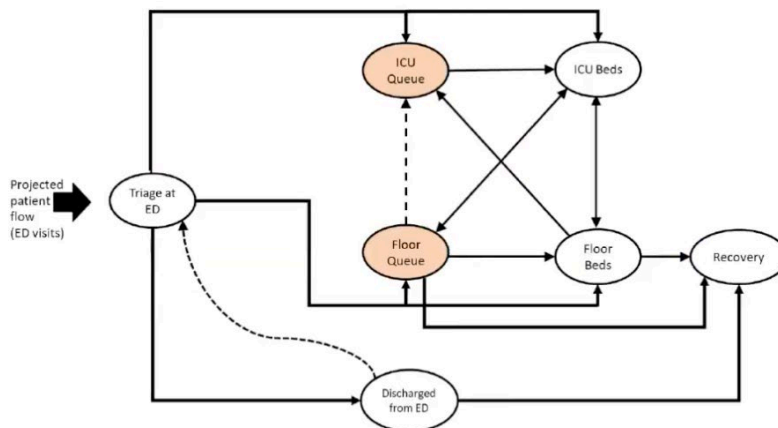 ICU
Queue
ICU Beds
Projected
patient
flow
(ED visits)
Triage at
ED
Floor
Queue
Floor
Beds
Recovery
Discharged
from ED